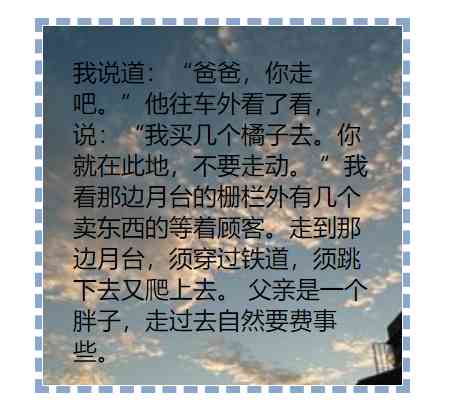 我说道：“爸爸，你走
吧。”他往车外看了看，
说：“我买几个橘子去。你
就在此地，不要走动。 ”我
看那边月台的栅栏外有几个
卖东西的等着顾客。走到那
边月台，须穿过铁道，须跳
下去又爬上去。 父亲是一个
胖子，走过去自然要费事
些。